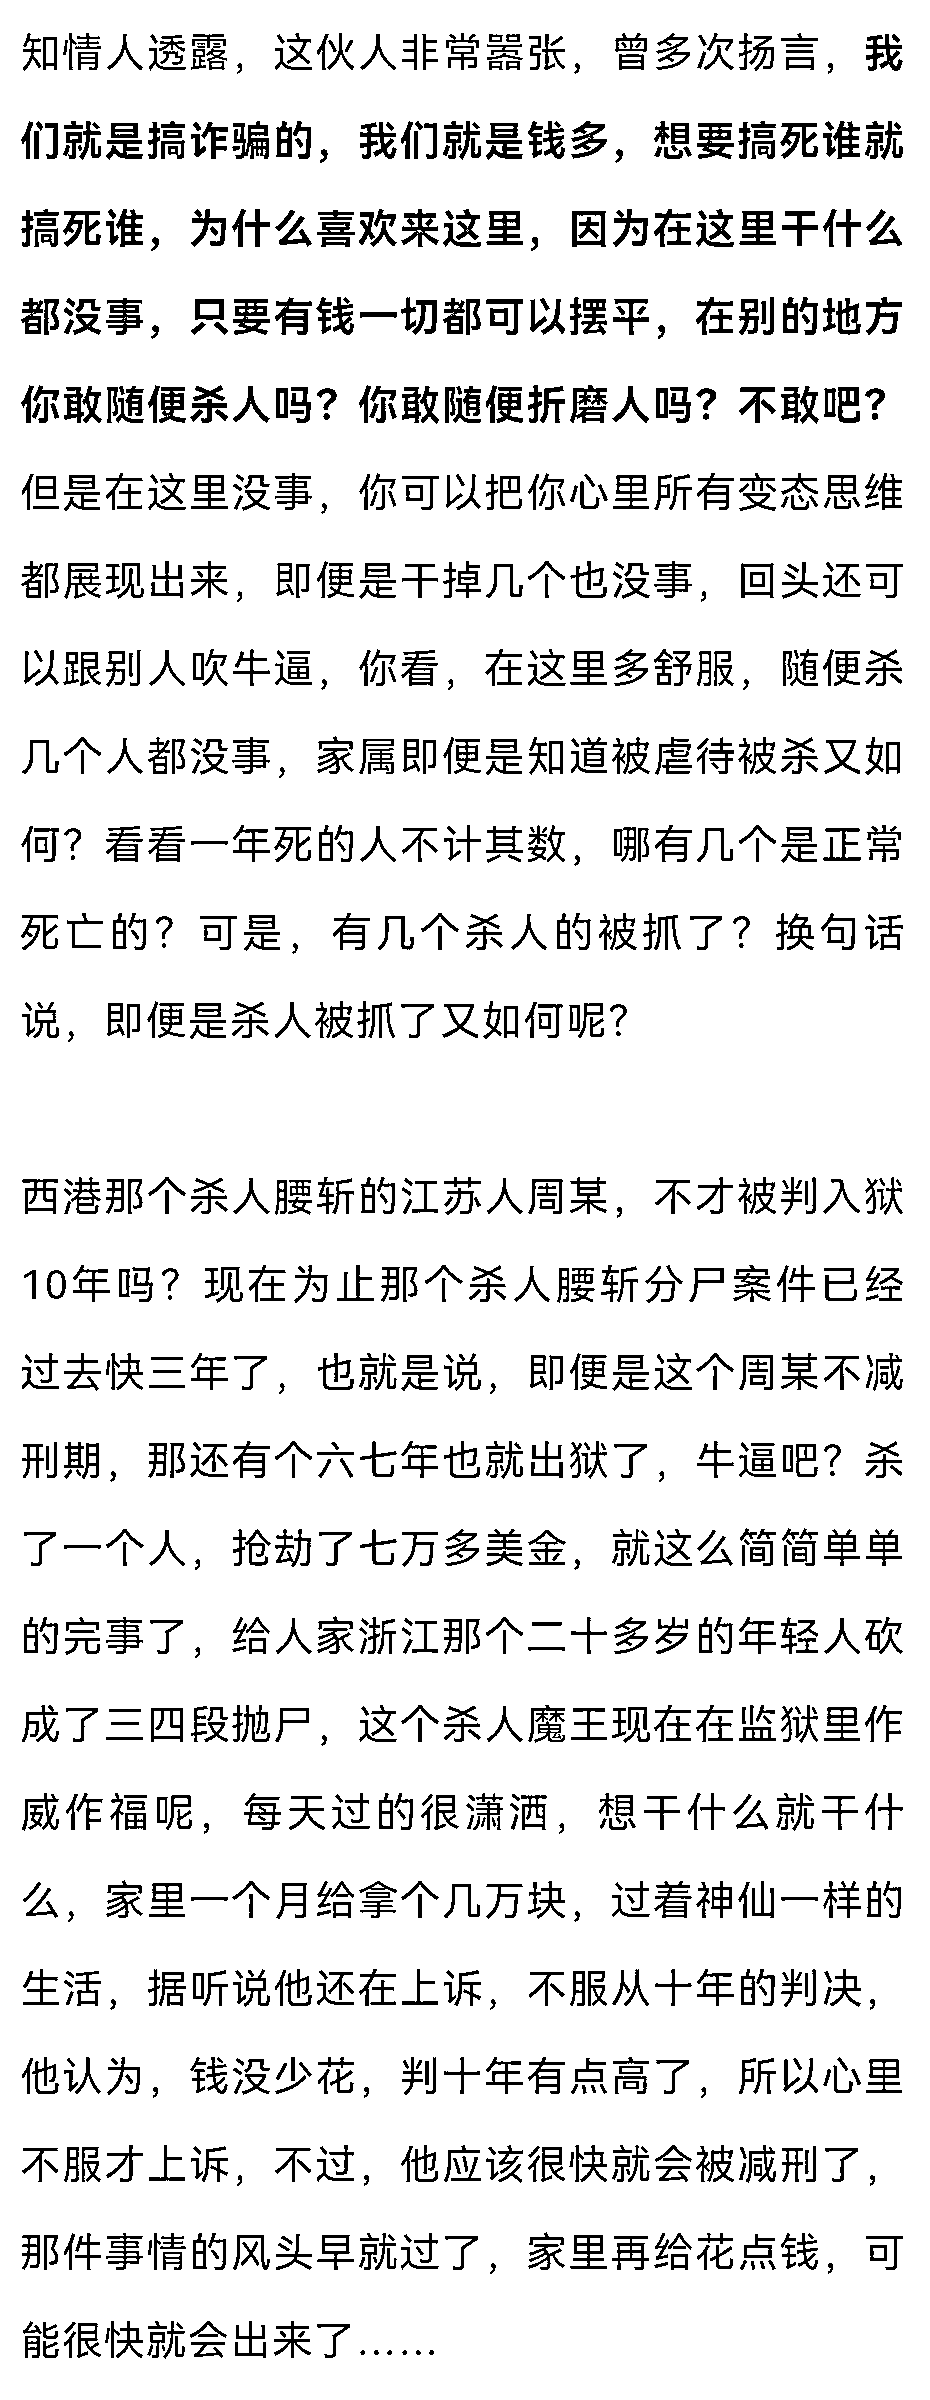 知情人透露，这伙人非常嚣张，曾多次扬言，我
们就是搞诈骗的，我们就是钱多，想要搞死谁就
搞死谁，为什么喜欢来这里，因为在这里干什么
都没事，只要有钱一切都可以摆平，在别的地方
你敢随便杀人吗？你敢随便折磨人吗？不敢吧？
但是在这里没事，你可以把你心里所有变态思维
都展现出来，即便是干掉几个也没事，回头还可
以跟别人吹牛逼，你看，在这里多舒服，随便杀
几个人都没事，家属即便是知道被虐待被杀又如
何？看看一年死的人不计其数，哪有几个是正常
死亡的？可是，有几个杀人的被抓了？换句话
说，即便是杀人被抓了又如何呢？
西港那个杀人腰斩的江苏人周某，不才被判入狱
10年吗？现在为止那个杀人腰斩分尸案件已经
过去快三年了，也就是说，即便是这个周某不减
刑期，那还有个六七年也就出狱了，牛逼吧？杀
了一个人，抢劫了七万多美金，就这么简简单单
的完事了，给人家浙江那个二十多岁的年轻人砍
成了三四段抛尸，这个杀人魔王现在在监狱里作
威作福呢，每天过的很潇洒，想干什么就干什
么，家里一个月给拿个几万块，过着神仙一样的
生活，据听说他还在上诉，不服从十年的判决，
他认为，钱没少花，判十年有点高了，所以心里
不服才上诉，不过，他应该很快就会被减刑了，
那件事情的风头早就过了，家里再给花点钱，可
能很快就会出来了……